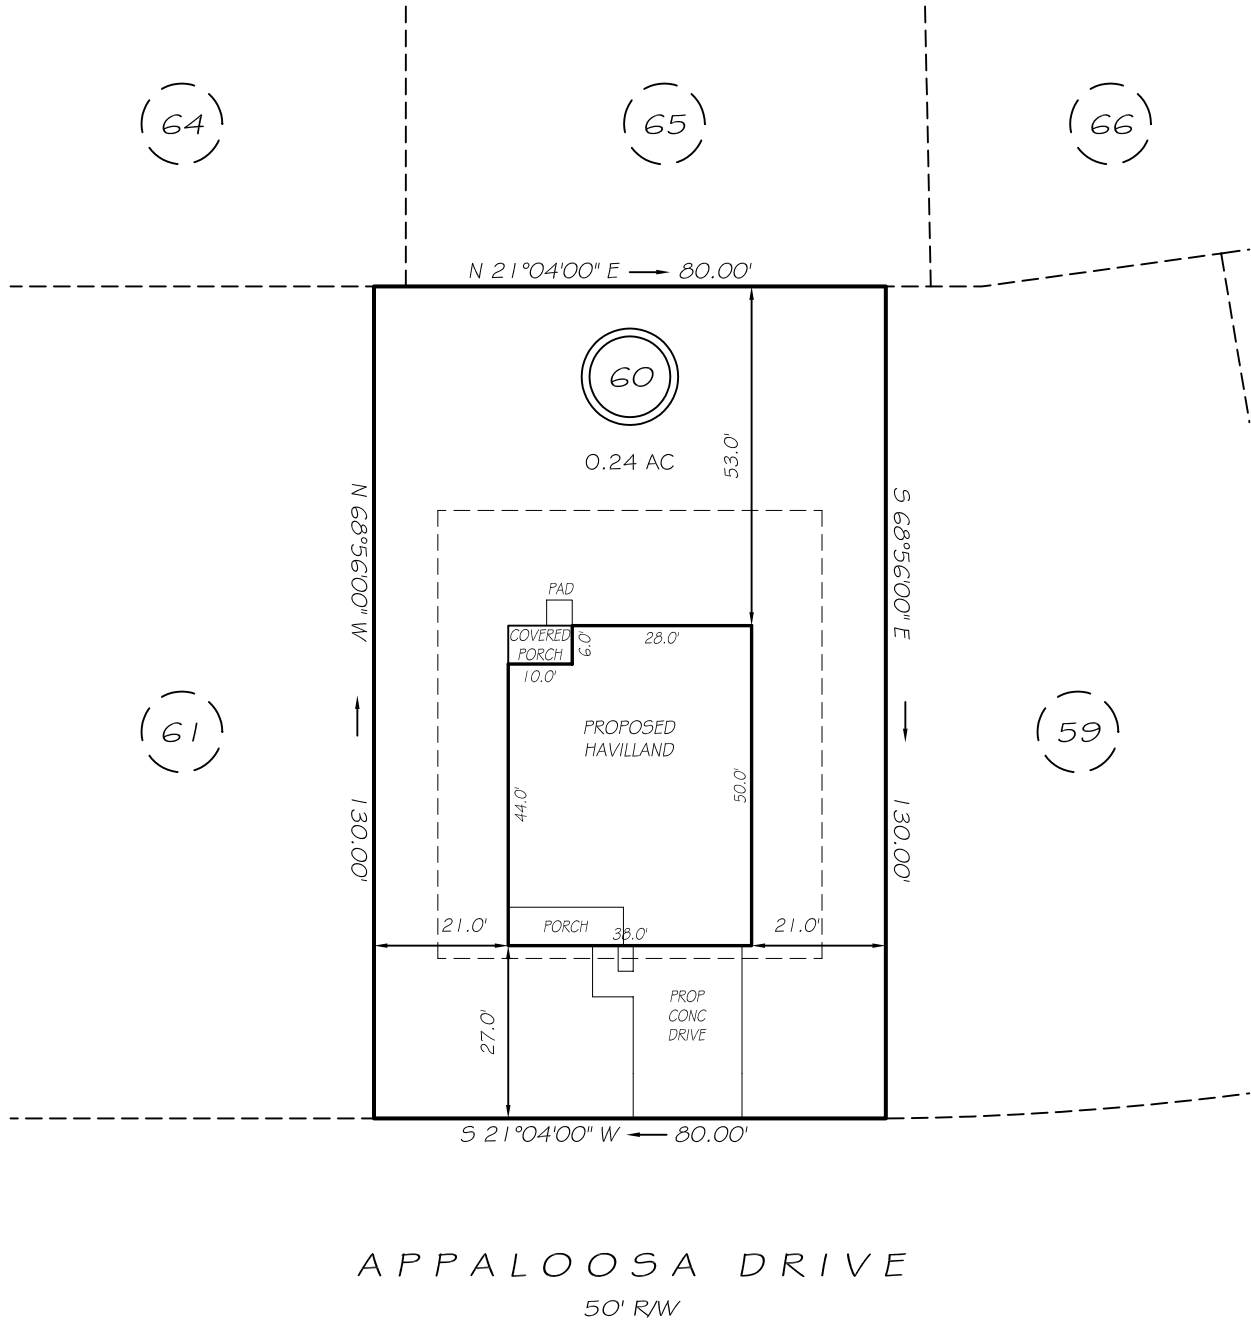 64
65
66
N 21°04'00" E 80.00'
60
0.24 AC
53.0'
N 68°56'00" W
130.00'
S 68°56'00" E
130.00'
PAD
COVERED
PORCH
6.0'
28.0'
10.0'
PROPOSED
HAVILLAND
61
59
44.0'
50.0'
21.0'
PORCH
38.0'
21.0'
27.0'
PROP
CONC
DRIVE
S 21°04'00" W 80.00'
APPALOOSA DRIVE
50' R/W